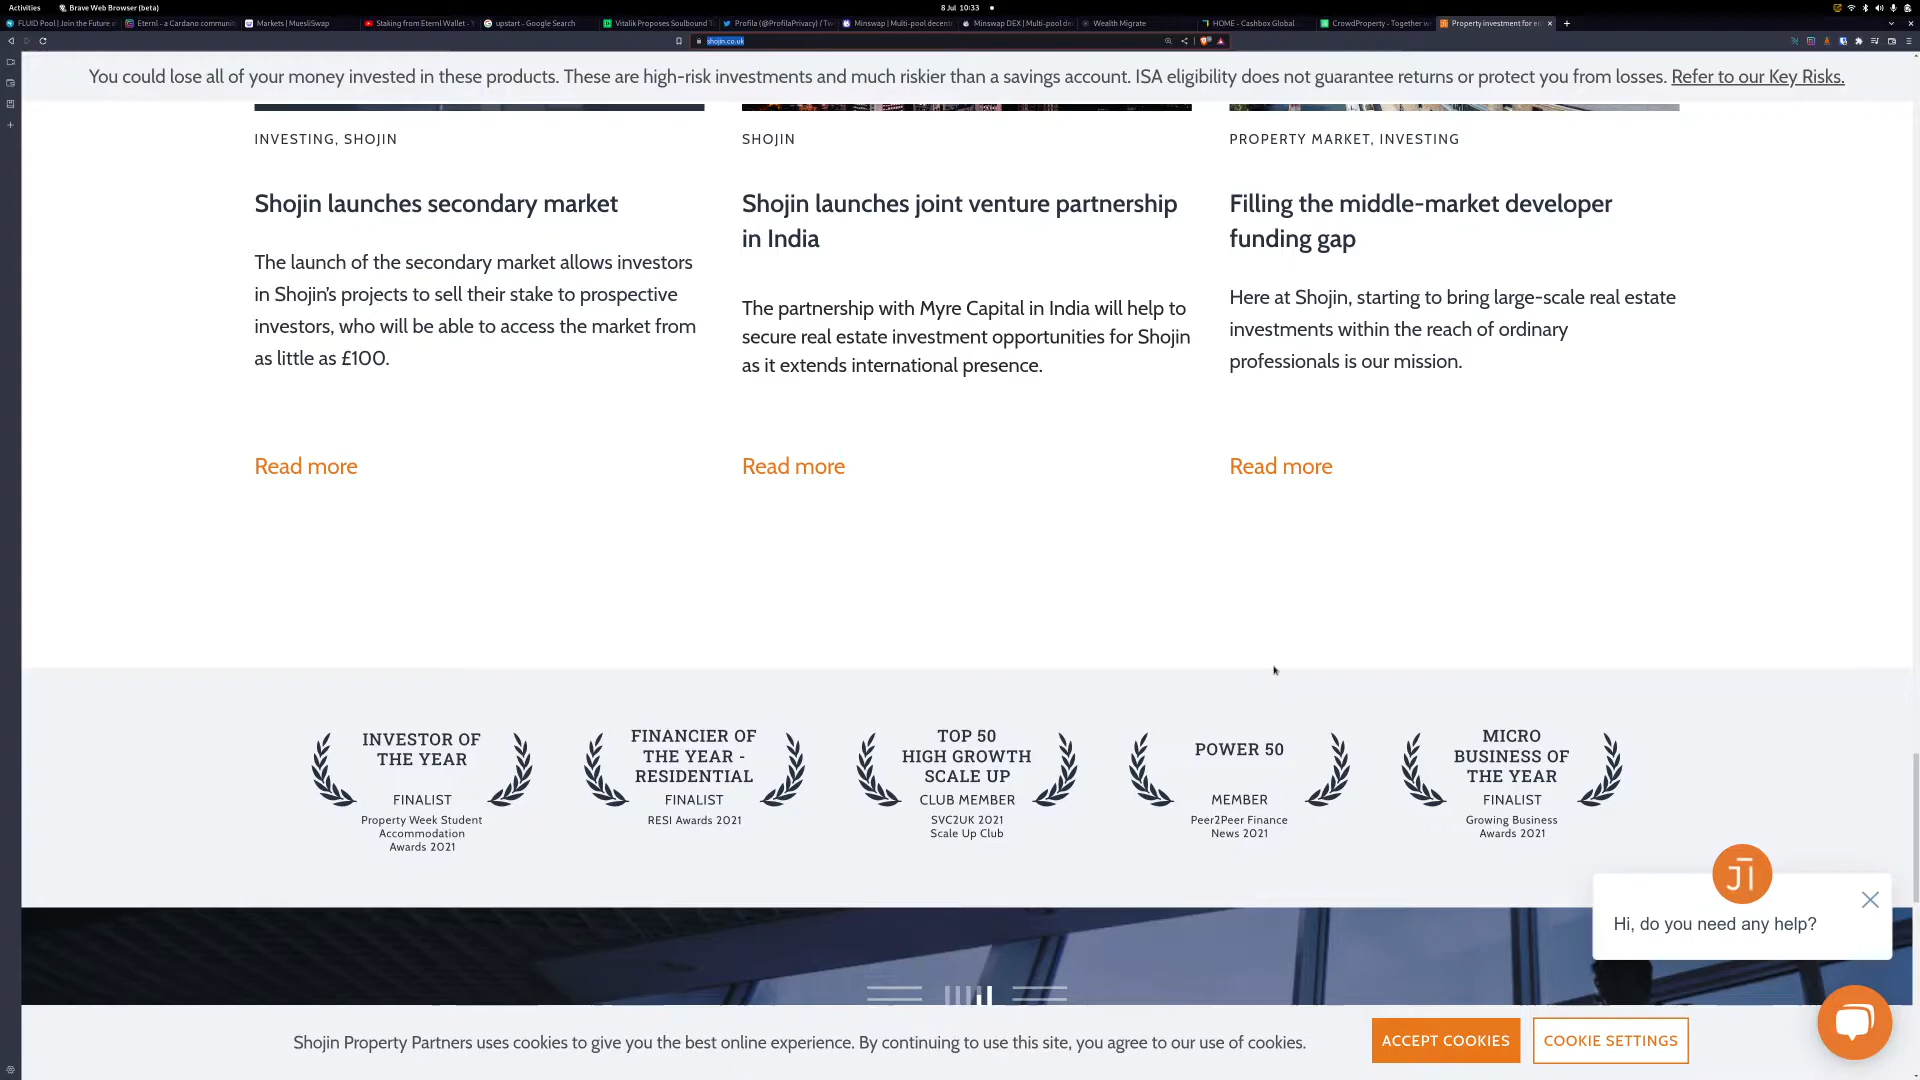 Activities
Brave Web Browser (beta)
8 Jul 10:33
FLUID Pool | Join the Future o
Eternl - a Cardano communi
Markets | MuesliSwap
Staking from Eternl Wallet -
upstart - Google Search
Vitalik Proposes Soulbound T
Profila (@ProfilaPrivacy) / Tw
Minswap | Multi-pool decent
Minswap DEX | Multi-pool de
Wealth Migrate
HOME - Cashbox Global
CrowdProperty - Together w
Property investment for e
shojin.co.uk
You could lose all of your money invested in these products. These are high-risk investments and much riskier than a savings account. ISA eligibility does not guarantee returns or protect you from losses. Refer to our Key Risks.
INVESTING, SHOJIN
Shojin launches secondary market
The launch of the secondary market allows investors
in Shojin's projects to sell their stake to prospective
investors, who will be able to access the market from
as little as £100.
Read more
SHOJIN
Shojin launches joint venture partnership
in India
The partnership with Myre Capital in India will help to
secure real estate investment opportunities for Shojin
as it extends international presence.
Read more
PROPERTY MARKET, INVESTING
Filling the middle-market developer
funding gap
Here at Shojin, starting to bring large-scale real estate
investments within the reach of ordinary
professionals is our mission.
Read more
INVESTOR OF
THE YEAR
FINALIST
Property Week Student
Accommodation
Awards 2021
FINANCIER OF
THE YEAR -
RESIDENTIAL
FINALIST
RESI Awards 2021
TOP 50
HIGH GROWTH
SCALE UP
CLUB MEMBER
SVC2UK 2021
Scale Up Club
POWER 50
MEMBER
Peer2Peer Finance
News 2021
MICRO
BUSINESS OF
THE YEAR
FINALIST
Growing Business
Awards 2021
Hi, do you need any help?
Shojin Property Partners uses cookies to give you the best online experience. By continuing to use this site, you agree to our use of cookies.
ACCEPT COOKIES
COOKIE SETTINGS